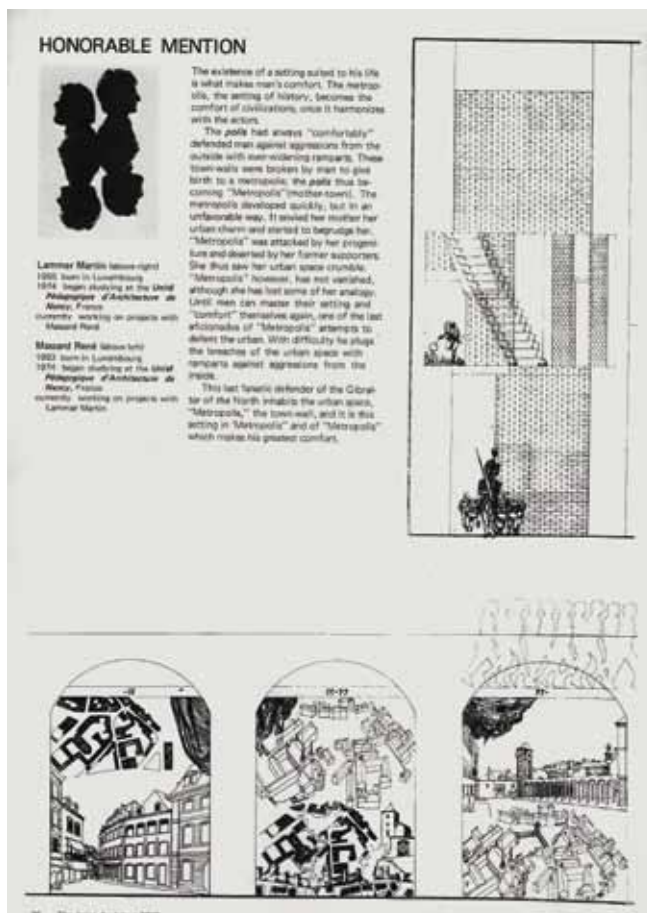 HONORABLE MENTION
The existence of a setting suited to his life
is what makes man's comfort. The metrop-
olis, the setting of history, becomes the
comfort of civilizations, once it harmonizes
with the actors.
The polis had always "comfortably"
defended man against aggressions from the
outside with ever-widening ramparts. These
town-walls were broken by man to give
birth to a metropolis, the polis thus be-
coming "Metropolis" (mother-town). The
metropolis developed quickly, but in an
unfavorable way. It envied her mother her
urban charm and started to begrudge her.
"Metropolis" was attacked by her progeni-
ture and deserted by her former supporters.
She thus saw her urban space crumble.
"Metropolis" however, has not vanished,
although she has lost some of her analogy.
Until men can master their setting and
"comfort" themselves again, one of the last
aficionados of "Metropolis" attempts to
defent the urban. With difficulty he plugs
the breaches of the urban space with
ramparts against aggressions from the
inside.
This last fanatic defender of the Gibral-
tar of the North inhabits the urban space,
"Metropolis," the town-wall, and it is this
setting in "Metropolis" and of "Metropolis"
which makes his greatest comfort.
Lammar Martin (above right)
born in Luxembourg
1974 began studying at the Unité
Pédagogique d'Architecture de
Nancy, France
currently working on projects with
Massard René
Massard René (above left)
born in Luxembourg
1974 began studying at the Unité
Pédagogique d'Architecture de
Nancy, France
currently working on projects with
Lammar Martin